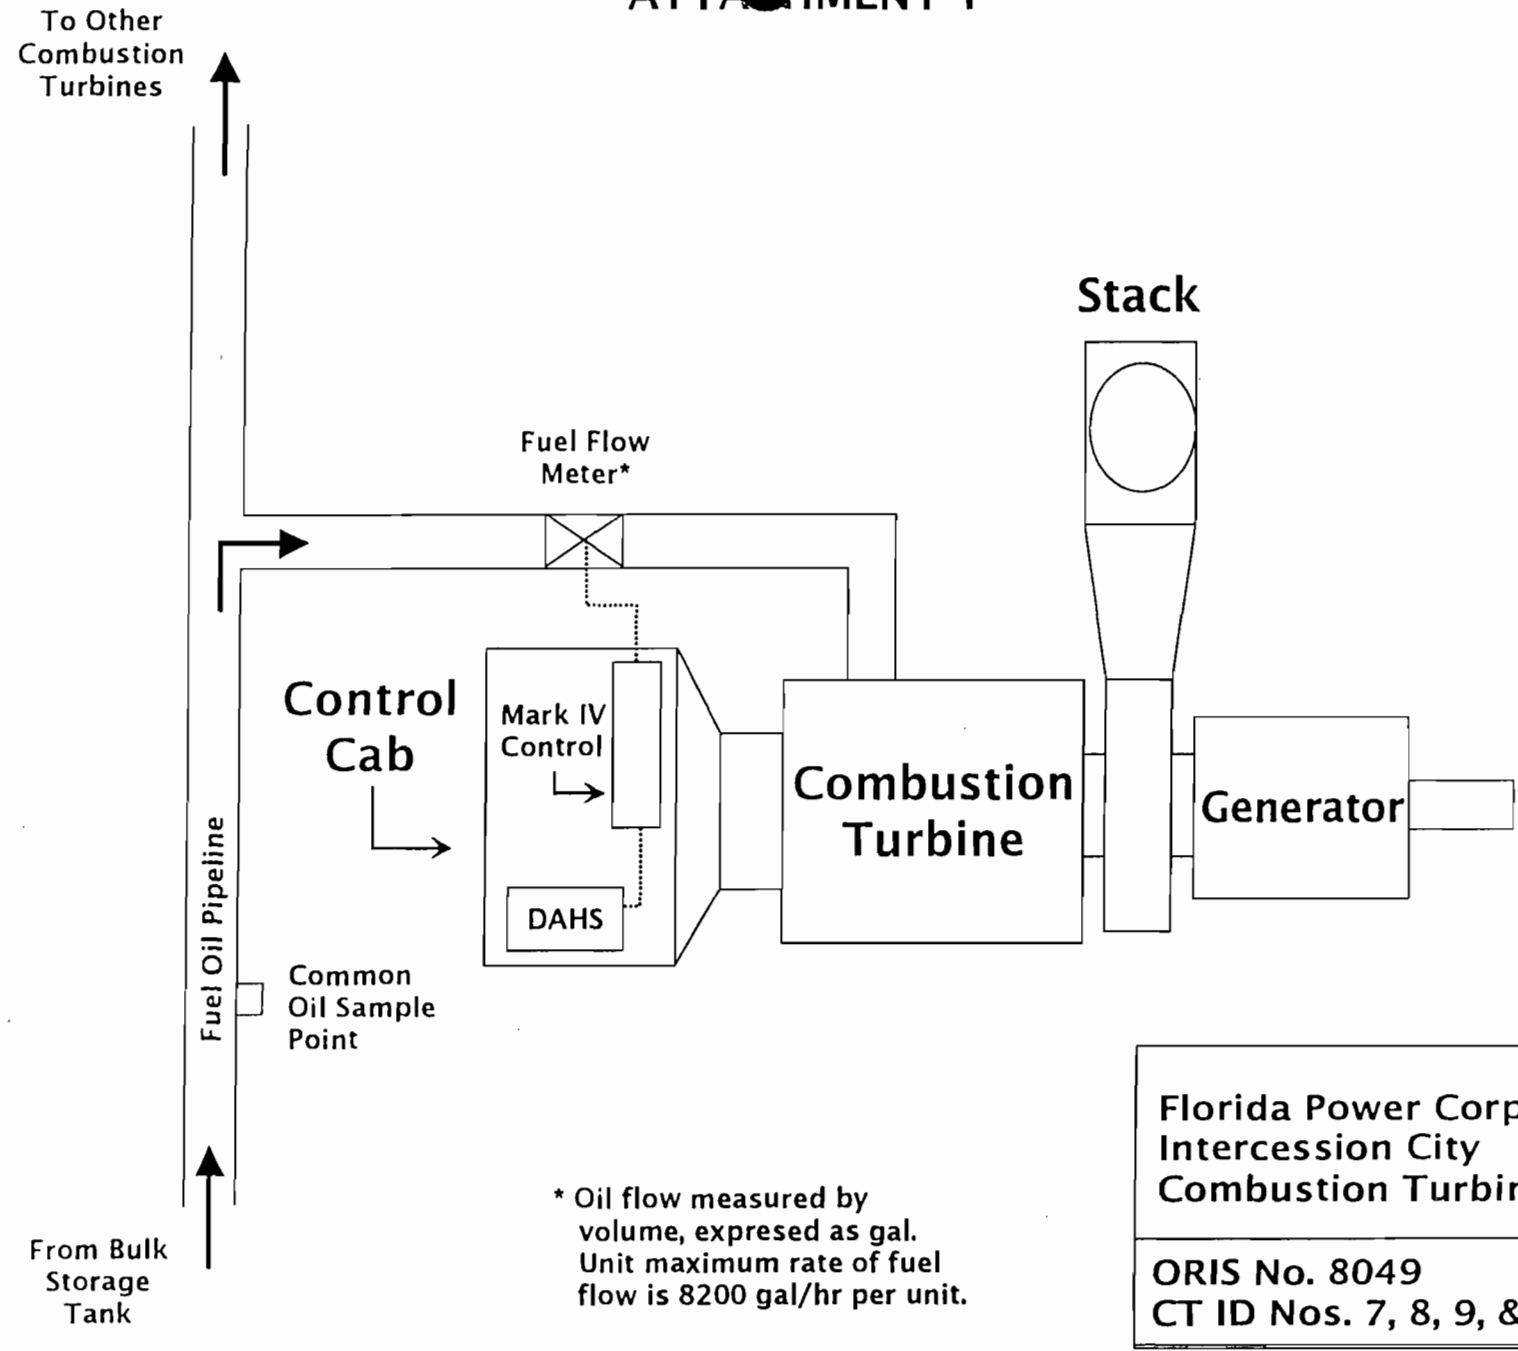 To Other
Combustion
Turbines
Stack
Fuel Flow
Meter*
Control
Cab
Mark IV
Control
DAHS
Combustion
Turbine
Generator
Fuel Oil Pipeline
Common
Oil Sample
Point
From Bulk
Storage
Tank
* Oil flow measured by
volume, expresed as gal.
Unit maximum rate of fuel
flow is 8200 gal/hr per unit.
Florida Power Corp
Intercession City
Combustion Turbin
ORIS No. 8049
CT ID Nos. 7, 8, 9, &